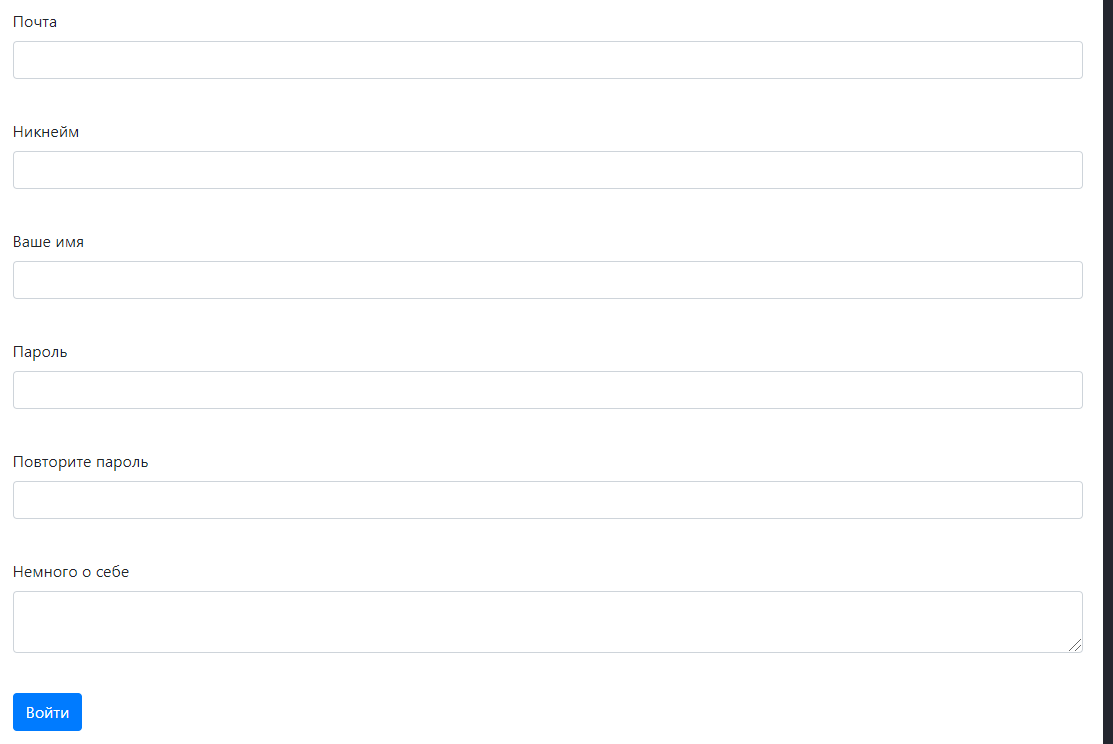 Почта
Никнейм
Ваше имя
Пароль
Повторите пароль
Немного о себе
Войти